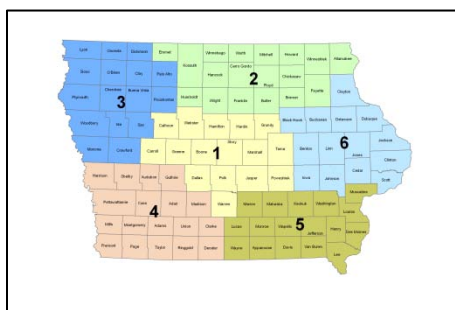 Lyon Osceola Dickinson Emmet Winnebago Worth Mitchell Howard Winneshiek Allamakee
Sioux O'Brien Clay Palo Alto Kossuth Hancock Cerro Gordo Floyd Chickasaw
2
Plymouth Cherokee Buena Vista Pocahontas Humboldt Wright Franklin Butler Bremer Fayette Clayton
3
Woodbury Ida Sac Calhoun Webster Hamilton Hardin Grundy Black Hawk Buchanan Delaware Dubuque
6
Monona Crawford Carroll Greene Boone Story Marshall Tama Benton Linn Jones Jackson
1
Clinton
Harrison Shelby Audubon Guthrie Dallas Polk Jasper Poweshiek Iowa Johnson Cedar Scott
Muscatine
Pottawattamie Cass Adair Madison Warren Marion Mahaska Keokuk Washington Louisa
4
5
Mills Montgomery Adams Union Clarke Lucas Monroe Wapello Jefferson Henry Des Moines
Fremont Page Taylor Ringgold Decatur Wayne Appanoose Davis Van Buren Lee